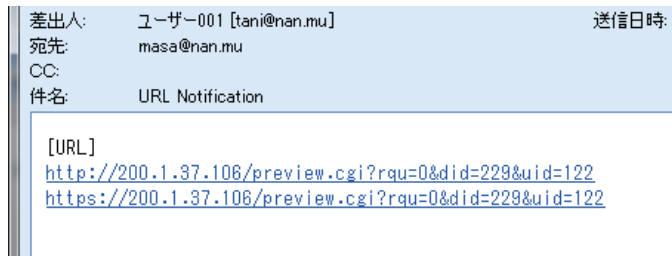 差出人: ユーザー001 [tani@nan.mu] 送信日時:
宛先: masa@nan.mu
CC:
件名: URL Notification
[URL]
http://200.1.37.106/preview.cgi?rqu=0&did=229&uid=122
https://200.1.37.106/preview.cgi?rqu=0&did=229&uid=122